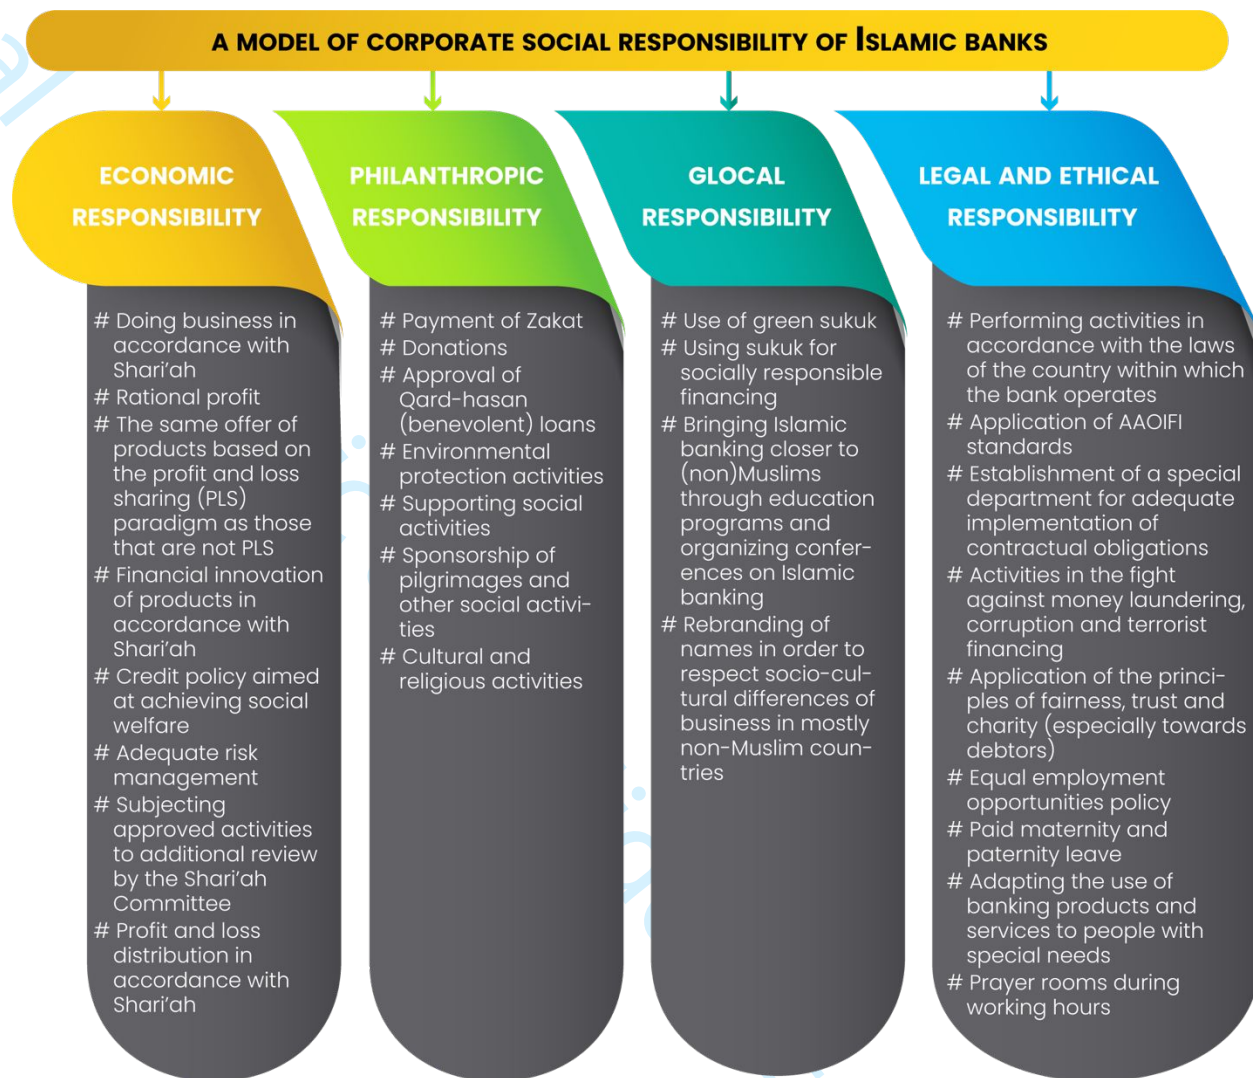 A MODEL OF CORPORATE SOCIAL RESPONSIBILITY OF ISLAMIC BANKS
ECONOMIC
RESPONSIBILITY
# Doing business in
accordance with
Shari’ah
# Rational profit
# The same offer of
products based on
the profit and loss
sharing (PLS)
paradigm as those
that are not PLS
# Financial innovation
of products in
accordance with
Shari’ah
# Credit policy aimed
at achieving social
welfare
# Adequate risk
management
# Subjecting
approved activities
to additional review
by the Shari’ah
Committee
# Profit and loss
distribution in
accordance with
Shari’ah
PHILANTHROPIC
RESPONSIBILITY
# Payment of Zakat
# Donations
# Approval of
Qard-hasan
(benevolent) loans
# Environmental
protection activities
# Supporting social
activities
# Sponsorship of
pilgrimages and
other social activi-
ties
# Cultural and
religious activities
GLOCAL
RESPONSIBILITY
# Use of green sukuk
# Using sukuk for
socially responsible
financing
# Bringing Islamic
banking closer to
(non)Muslims
through education
programs and
organizing confer-
ences on Islamic
banking
# Rebranding of
names in order to
respect socio-cul-
tural differences of
business in mostly
non-Muslim coun-
tries
LEGAL AND ETHICAL
RESPONSIBILITY
# Performing activities in
accordance with the laws
of the country within which
the bank operates
# Application of AAOIFI
standards
# Establishment of a special
department for adequate
implementation of
contractual obligations
# Activities in the fight
against money laundering,
corruption and terrorist
financing
# Application of the princi-
ples of fairness, trust and
charity (especially towards
debtors)
# Equal employment
opportunities policy
# Paid maternity and
paternity leave
# Adapting the use of
banking products and
services to people with
special needs
# Prayer rooms during
working hours